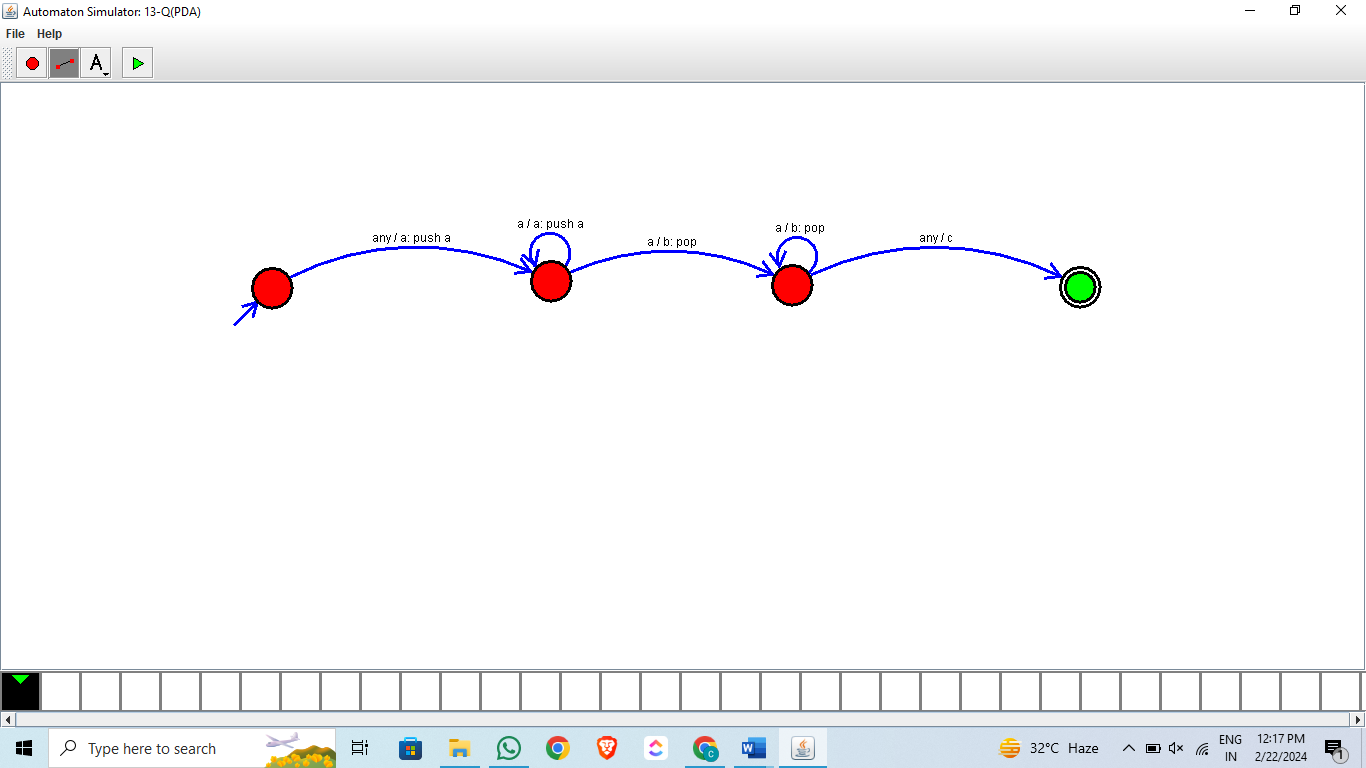 Automaton Simulator: 13-Q(PDA)
File Help
A
any / a: push a
a / a: push a
a / b: pop
a / b: pop
any / c
Type here to search
32°C Haze
ENG
IN
12:17 PM
2/22/2024
1